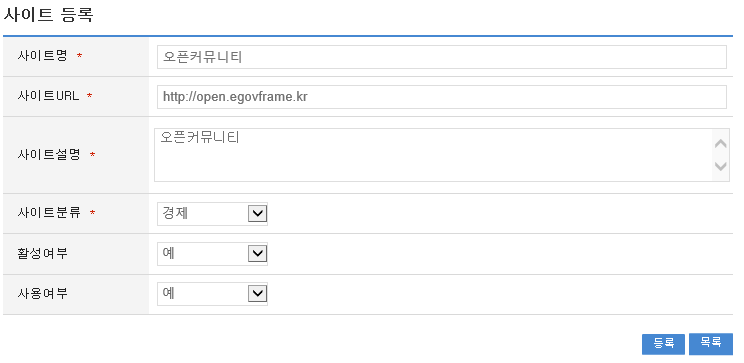 사이트 등록
사이트명 * 오픈커뮤니티
사이트URL * http://open.egovframe.kr
사이트설명 * 오픈커뮤니티
사이트분류 * 경제
활성여부 예
사용여부 예
등록 목록